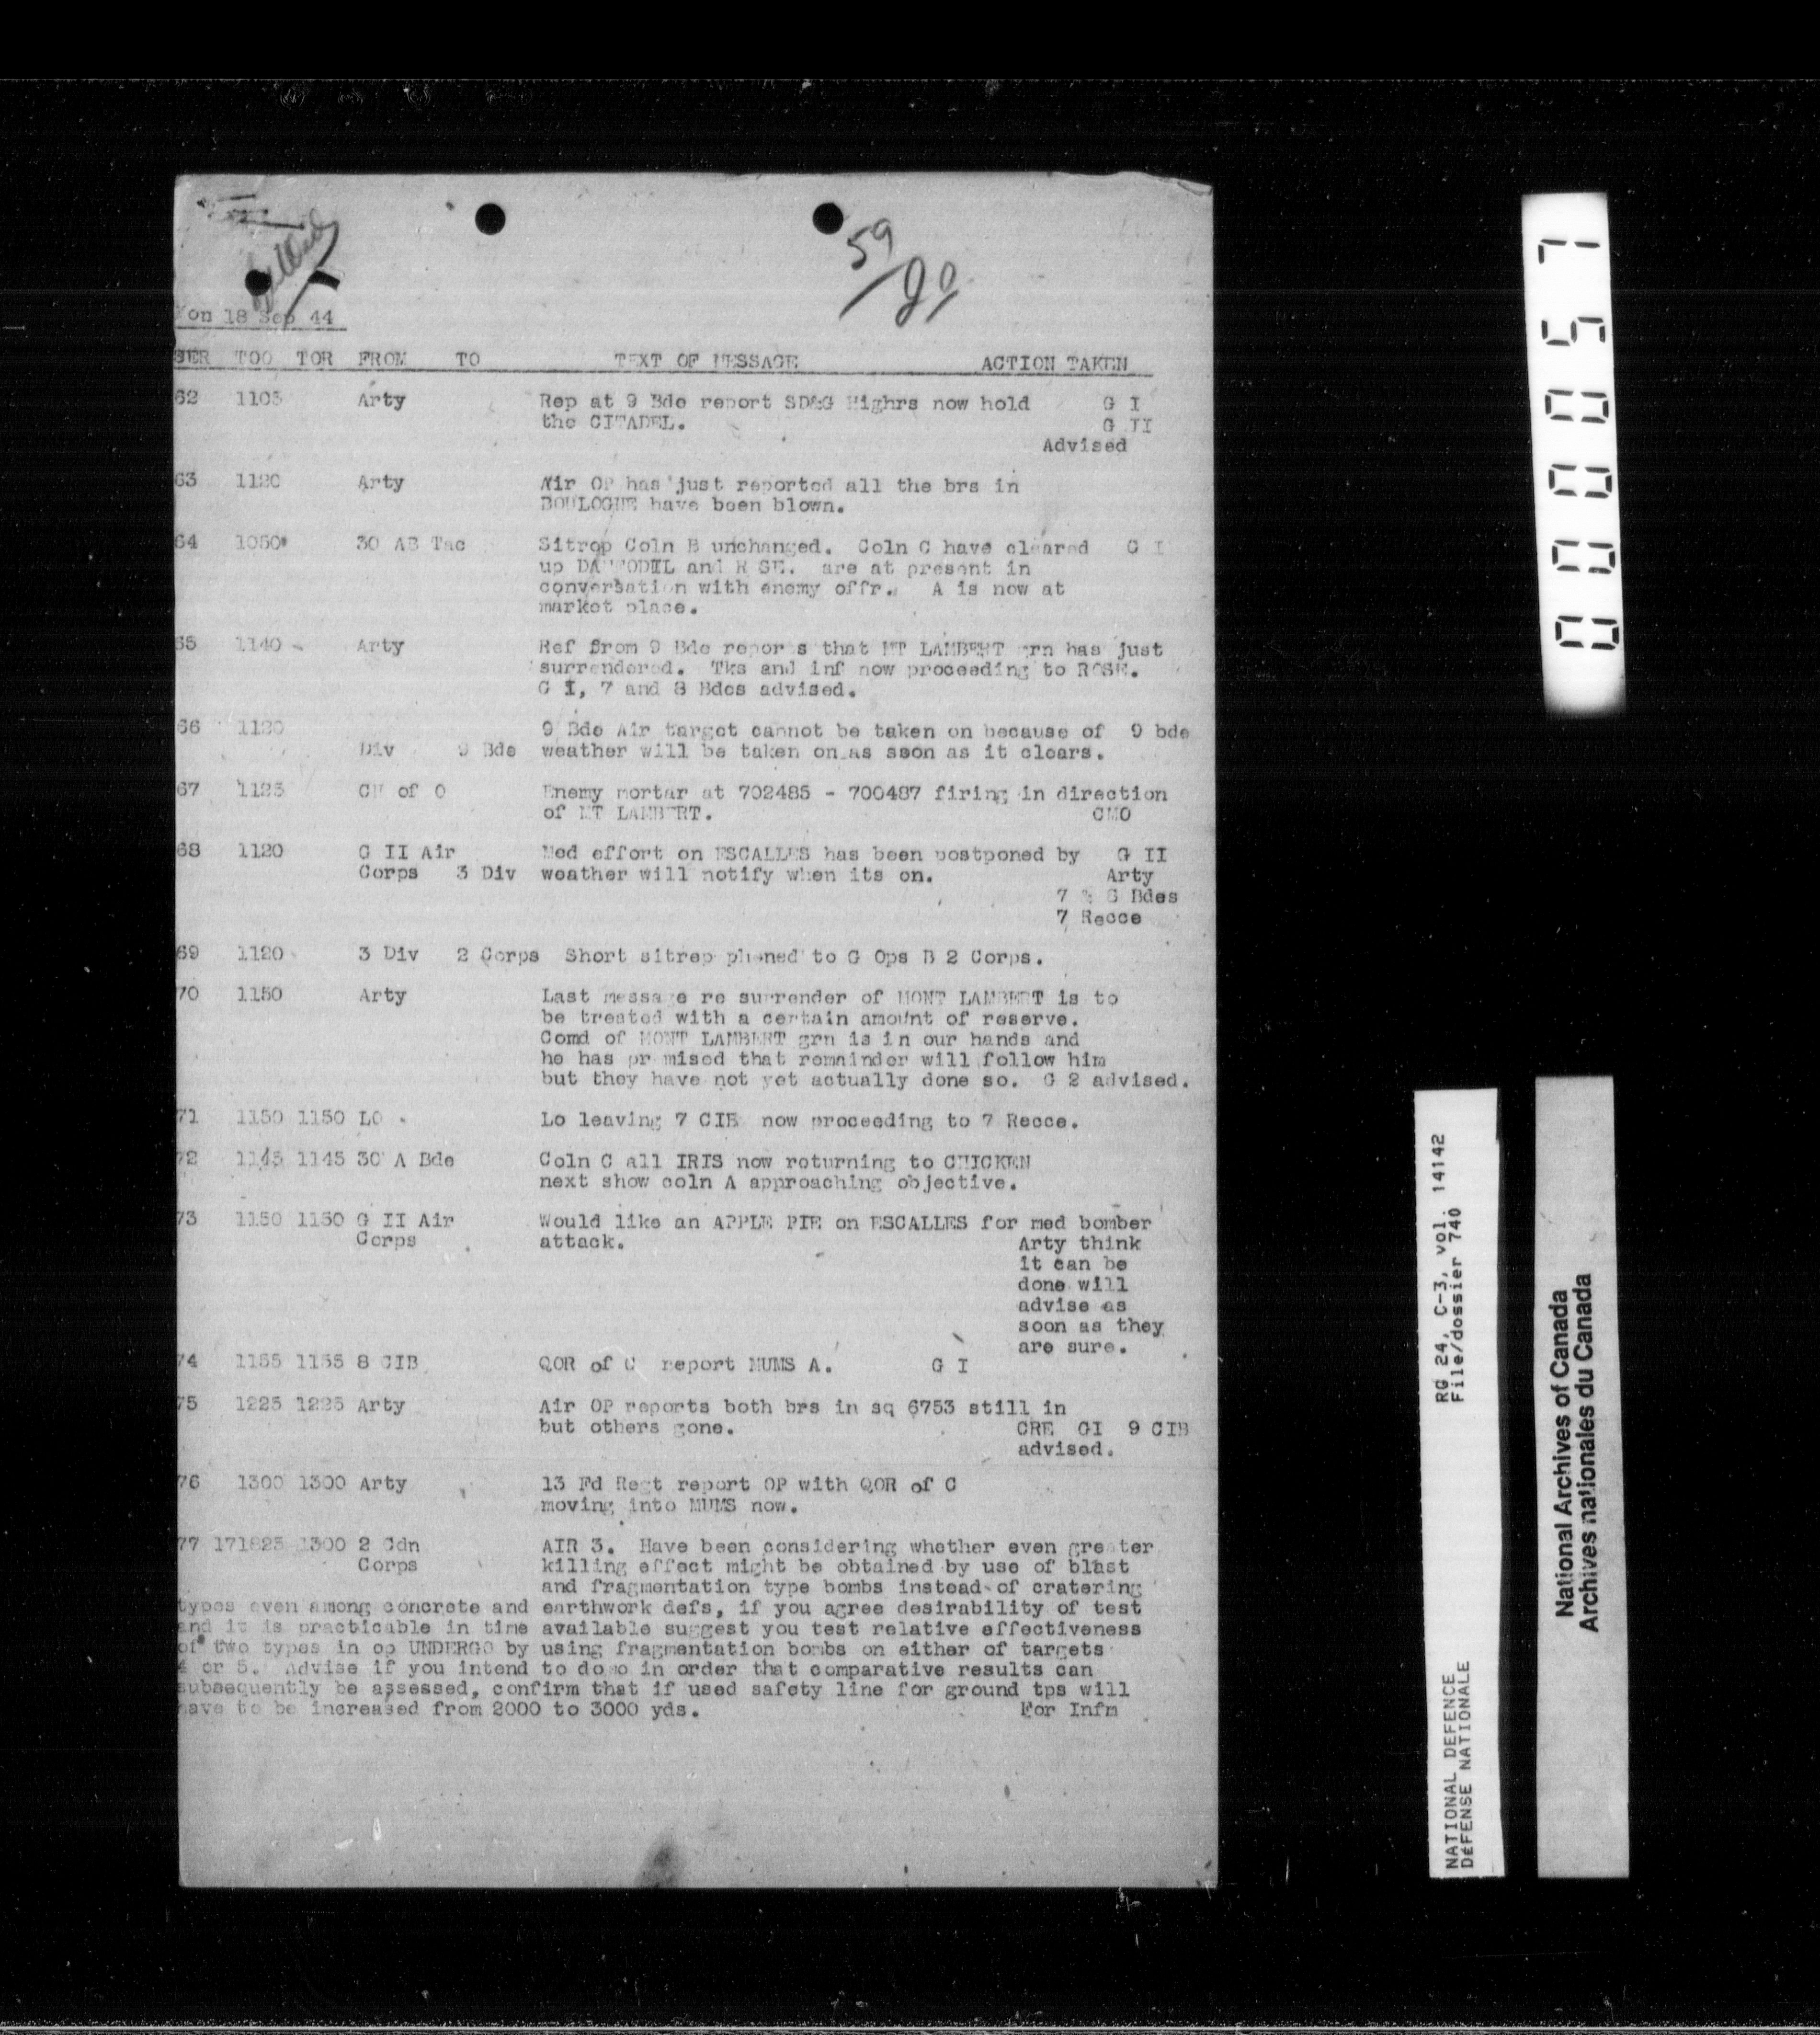 59
20
Mon 18 Sep 44
SER TOO TOR FROM TO TEXT OF MESSAGE ACTION TAKEN
62 1105 Arty Rep at 9 Bde report SD&G Highrs now hold G I
the CITADEL. G II
Advised
63 1120 Arty Air OP has just reported all the brs in
BOULOGNE have been blown.
64 1050 30 AB Tac Sitrep Coln B unchanged. Coln C have cleared G I
up DAFFODIL and R SE. are at present in
conversation with enemy offr. A is now at
market place.
65 1140 Arty Ref from 9 Bde repor s that MT LAMBERT grn has just
surrendered. Tks and inf now proceeding to ROSE.
G I, 7 and 8 Bdes advised.
66 1120 9 Bde Air target cannot be taken on because of 9 bde
Div 9 Bde weather will be taken on as soon as it clears.
67 1125 CH of O Enemy mortar at 702485 - 700487 firing in direction
of MT LAMBERT. CMO
68 1120 G II Air Med effort on ESCALLES has been postponed by G II
Corps 3 Div weather will notify when its on. Arty
7 & 8 Bdes
7 Recce
69 1120 3 Div 2 Corps Short sitrep phoned to G Ops B 2 Corps.
70 1150 Arty Last message re surrender of MONT LAMBERT is to
be treated with a certain amount of reserve.
Comd of MONT LAMBERT grn is in our hands and
he has pr mised that remainder will follow him
but they have not yet actually done so. G 2 advised.
71 1150 1150 LO Lo leaving 7 CIB now proceeding to 7 Recce.
72 1145 1145 30 A Bde Coln C all IRIS now returning to CHICKEN
next show coln A approaching objective.
73 1150 1150 G II Air Would like an APPLE PIE on ESCALLES for med bomber
Corps attack. Arty think
it can be
done will
advise as
soon as they
are sure.
74 1155 1155 8 CIB QOR of C report MUMS A. G I
75 1225 1225 Arty Air OP reports both brs in sq 6753 still in
but others gone. CRE GI 9 CIB
advised.
76 1300 1300 Arty 13 Fd Regt report OP with QOR of C
moving into MUMS now.
77 171825 1300 2 Cdn AIR 3. Have been considering whether even greater
Corps killing effect might be obtained by use of blast
and fragmentation type bombs instead of cratering
types even among concrete and earthwork defs, if you agree desirability of test
and it is practicable in time available suggest you test relative effectiveness
of two types in op UNDERGO by using fragmentation bombs on either of targets
4 or 5. Advise if you intend to do so in order that comparative results can
subsequently be assessed, confirm that if used safety line for ground tps will
have to be increased from 2000 to 3000 yds. For Infm
000057
RG 24, C-3, vol. 14142
File/dossier 740
NATIONAL DEFENCE
DÉFENSE NATIONALE
National Archives of Canada
Archives nationales du Canada